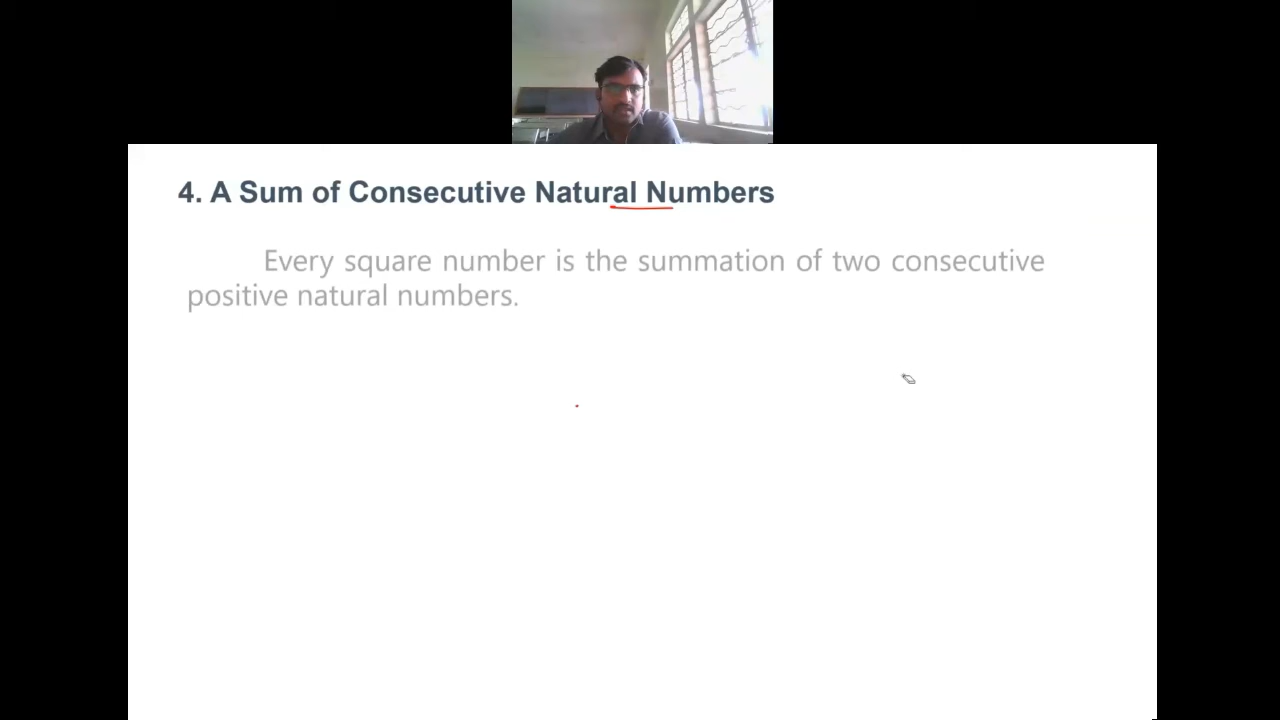 4. A Sum of Consecutive Natural Numbers
Every square number is the summation of two consecutive
positive natural numbers.